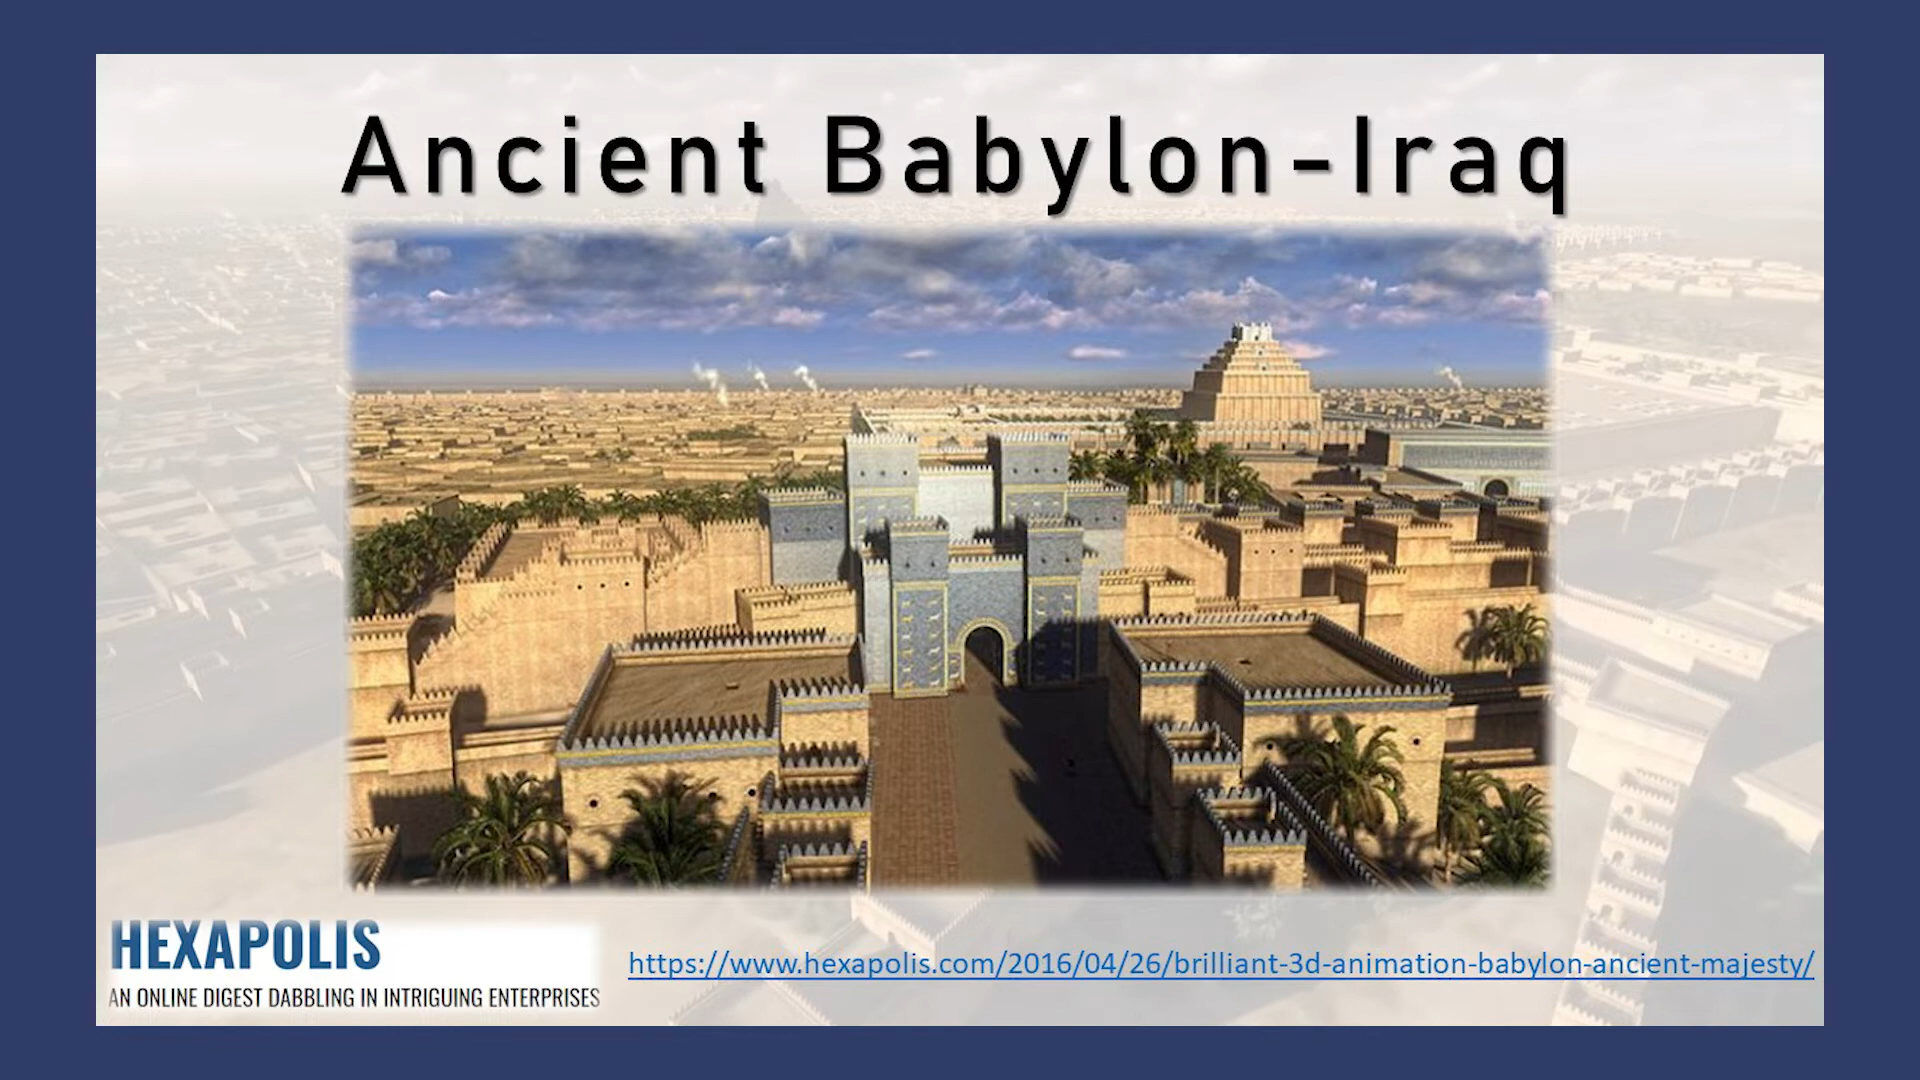 Ancient Babylon-Iraq
HEXAPOLIS
AN ONLINE DIGEST DABBLING IN INTRIGUING ENTERPRISES
https://www.hexapolis.com/2016/04/26/brilliant-3d-animation-babylon-ancient-majesty/